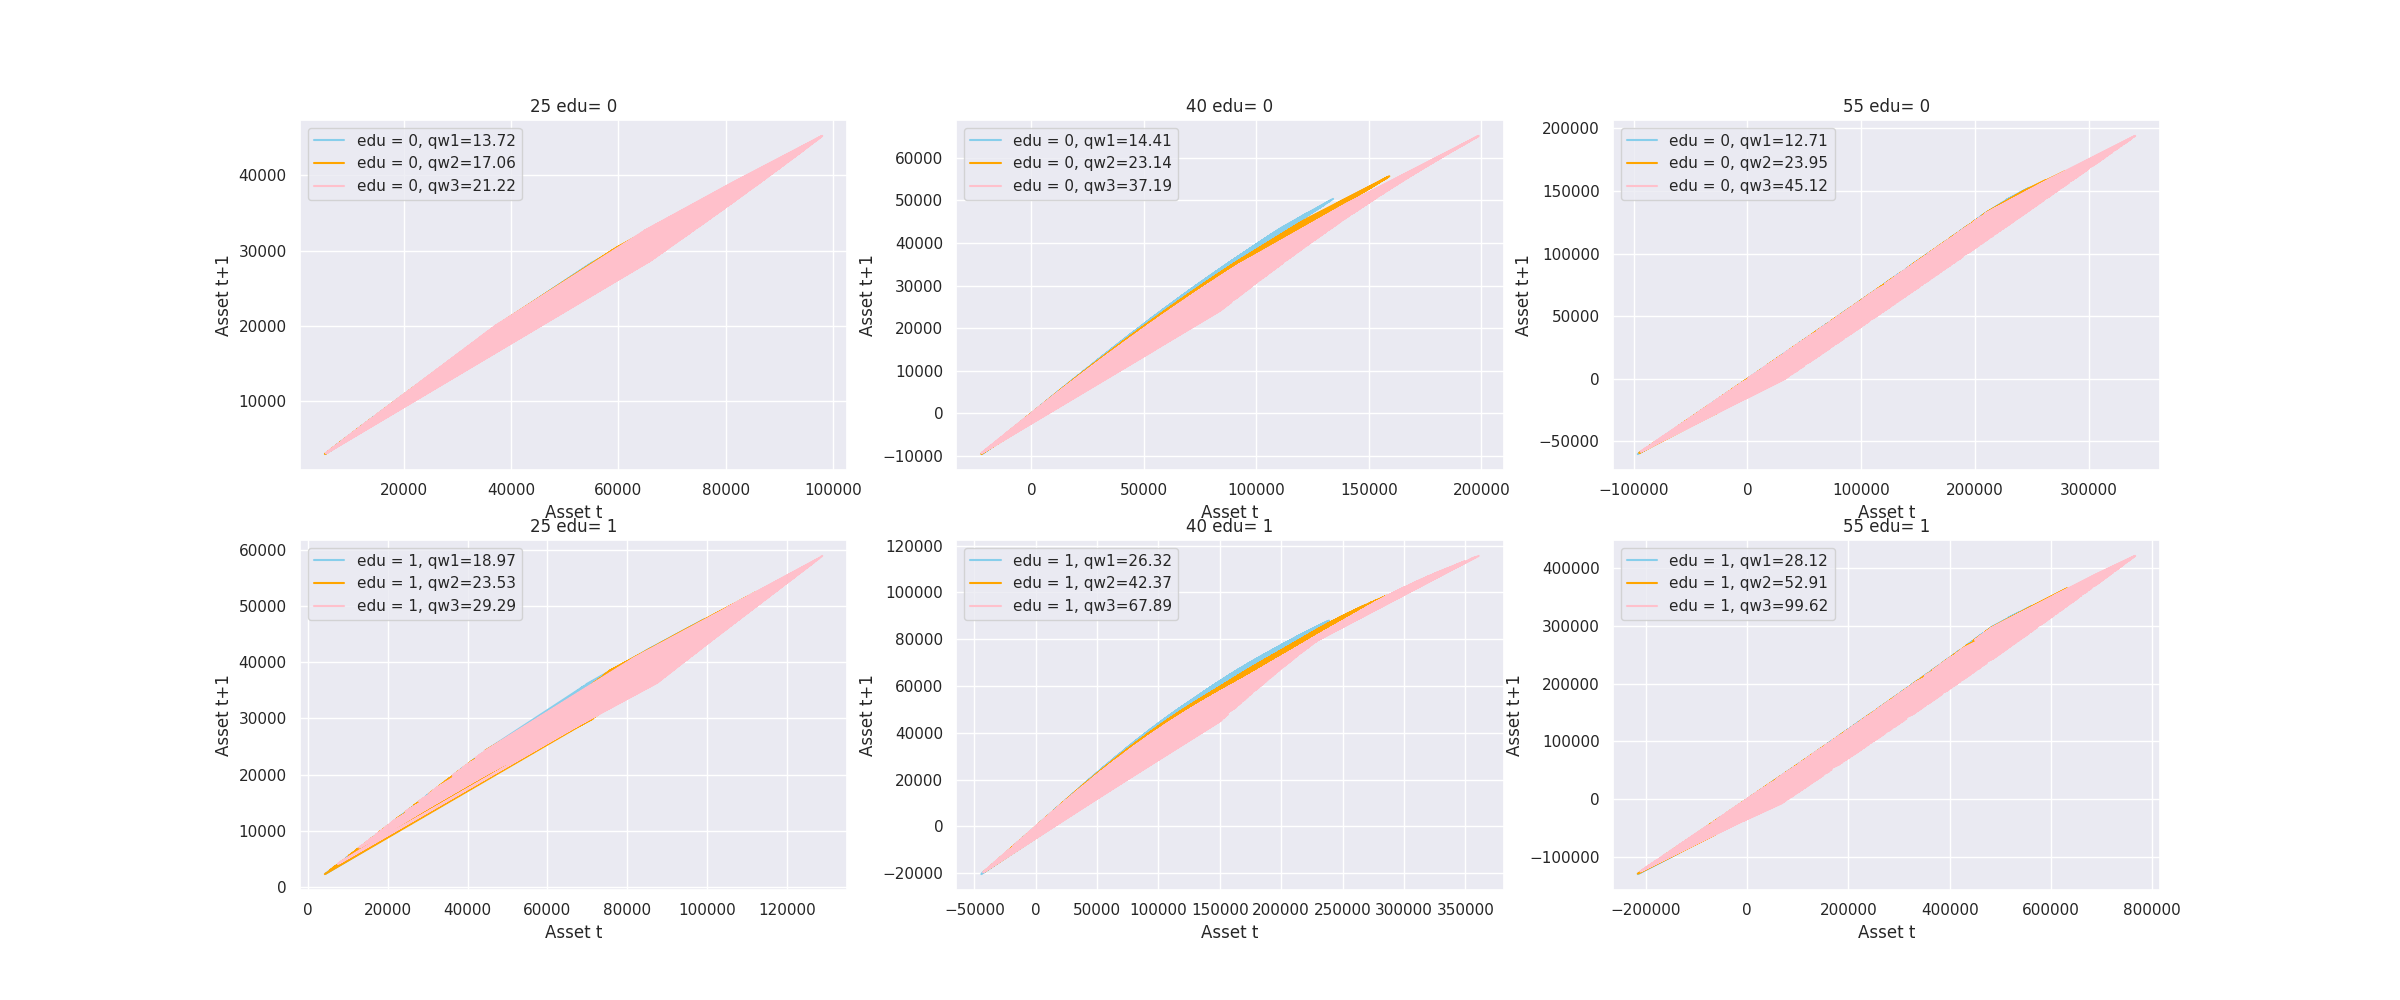 25 edu= 0
edu = 0, qw1=13.72
edu = 0, qw2=17.06
edu = 0, qw3=21.22
Asset t+1
40000
30000
20000
10000
20000 40000 60000 80000 100000
Asset t
40 edu= 0
edu = 0, qw1=14.41
edu = 0, qw2=23.14
edu = 0, qw3=37.19
Asset t+1
60000
50000
40000
30000
20000
10000
0
−10000
0 50000 100000 150000 200000
Asset t
55 edu= 0
edu = 0, qw1=12.71
edu = 0, qw2=23.95
edu = 0, qw3=45.12
Asset t+1
200000
150000
100000
50000
0
−50000
−100000 0 100000 200000 300000
Asset t
25 edu= 1
edu = 1, qw1=18.97
edu = 1, qw2=23.53
edu = 1, qw3=29.29
Asset t+1
60000
50000
40000
30000
20000
10000
0
0 20000 40000 60000 80000 100000 120000
Asset t
40 edu= 1
edu = 1, qw1=26.32
edu = 1, qw2=42.37
edu = 1, qw3=67.89
Asset t+1
120000
100000
80000
60000
40000
20000
0
−20000
−50000 0 50000 100000 150000 200000 250000 300000 350000
Asset t
55 edu= 1
edu = 1, qw1=28.12
edu = 1, qw2=52.91
edu = 1, qw3=99.62
Asset t+1
400000
300000
200000
100000
0
−100000
−200000 0 200000 400000 600000 800000
Asset t